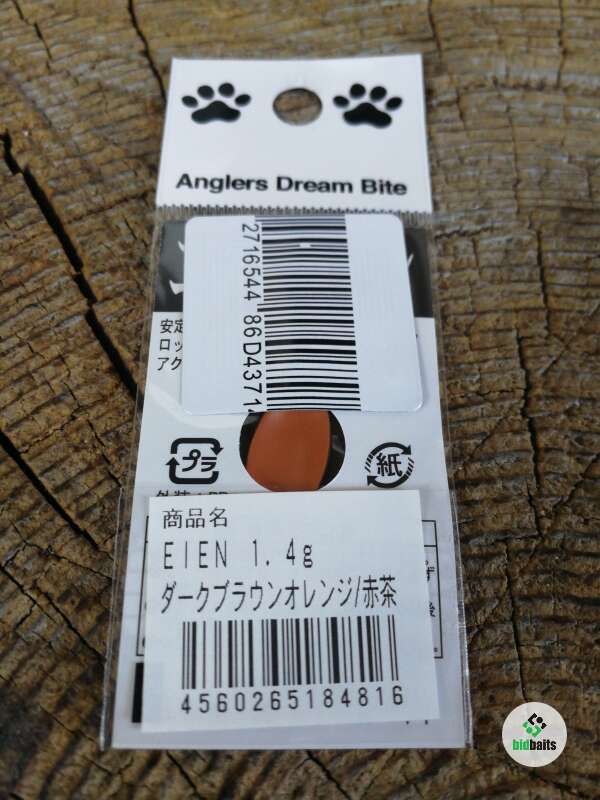 Anglers Dream Bite
2716544 86D4371
安定
ロッ
アク
プラ
紙
商品名
EIEN 1.4g
ダークブラウンオレンジ/赤茶
4560265184816
bidbaits